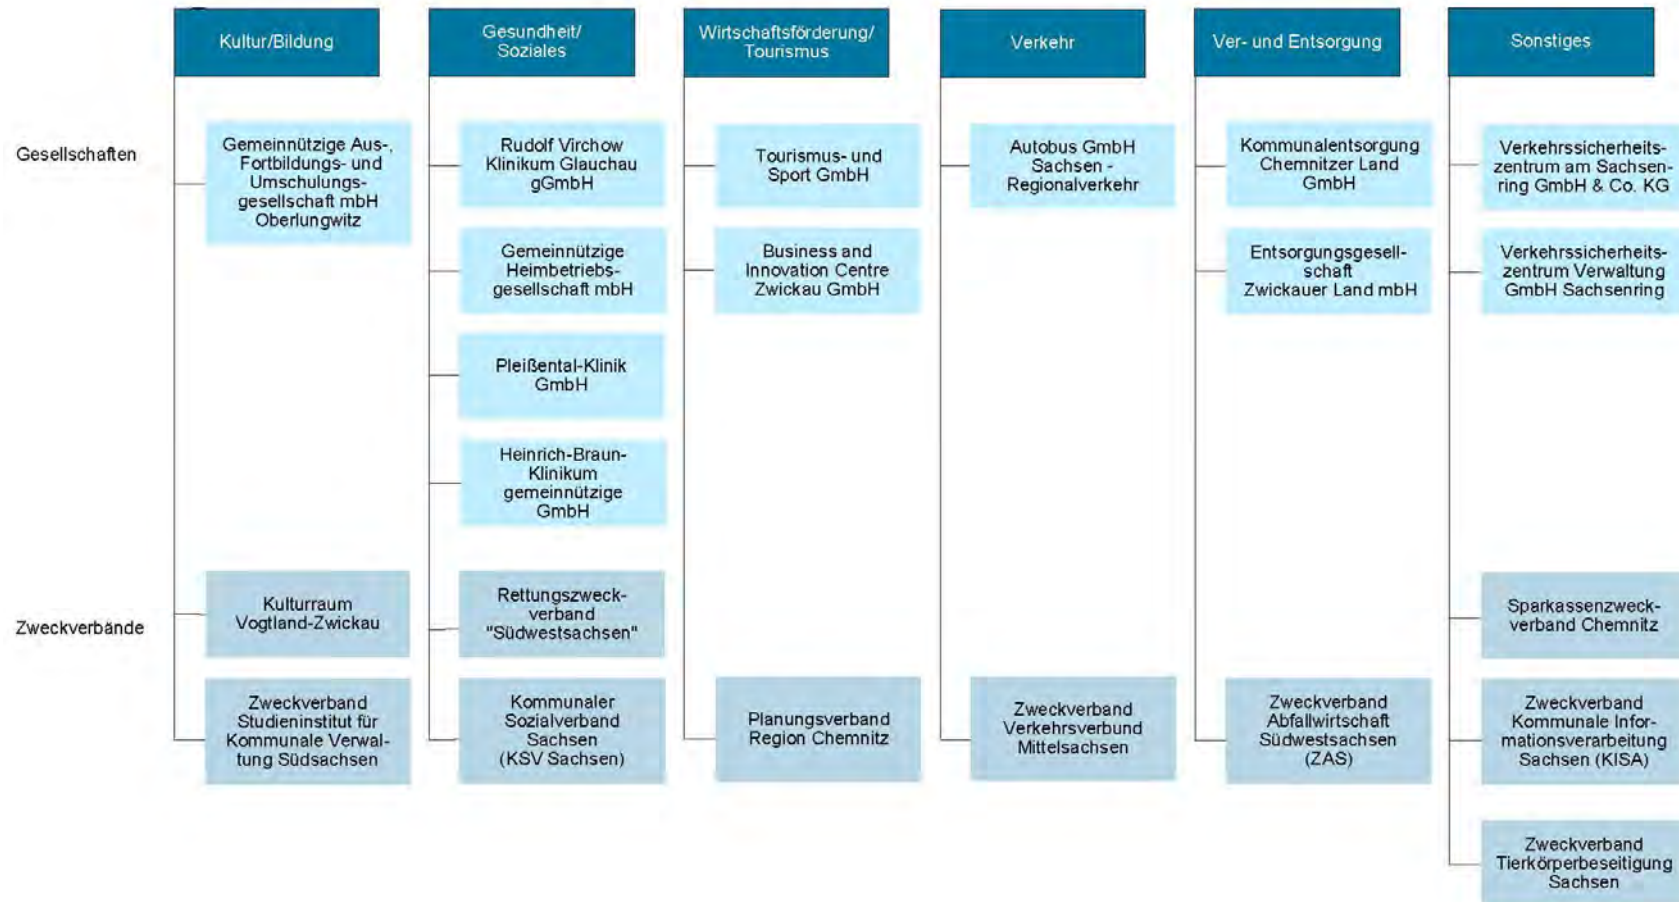 Kultur/Bildung
Gesundheit/
Soziales
Wirtschaftsförderung/
Tourismus
Verkehr
Ver- und Entsorgung
Sonstiges
Gesellschaften
Gemeinnützige Aus-,
Fortbildungs- und
Umschulungs-
gesellschaft mbH
Oberlungwitz
Rudolf Virchow
Klinikum Glauchau
gGmbH
Tourismus- und
Sport GmbH
Autobus GmbH
Sachsen -
Regionalverkehr
Kommunalentsorgung
Chemnitzer Land
GmbH
Verkehrssicherheits-
zentrum am Sachsen-
ring GmbH & Co. KG
Gemeinnützige
Heimbetriebs-
gesellschaft mbH
Business and
Innovation Centre
Zwickau GmbH
Entsorgungsgesell-
schaft
Zwickauer Land mbH
Verkehrssicherheits-
zentrum Verwaltung
GmbH Sachsenring
Pleißental-Klinik
GmbH
Heinrich-Braun-
Klinikum
gemeinnützige
GmbH
Zweckverbände
Kulturraum
Vogtland-Zwickau
Rettungszweck-
verband
"Südwestsachsen"
Sparkassenzweck-
verband Chemnitz
Zweckverband
Studieninstitut für
Kommunale Verwal-
tung Südsachsen
Kommunaler
Sozialverband
Sachsen
(KSV Sachsen)
Planungsverband
Region Chemnitz
Zweckverband
Verkehrsverbund
Mittelsachsen
Zweckverband
Abfallwirtschaft
Südwestsachsen
(ZAS)
Zweckverband
Kommunale Infor-
mationsverarbeitung
Sachsen (KISA)
Zweckverband
Tierkörperbeseitigung
Sachsen